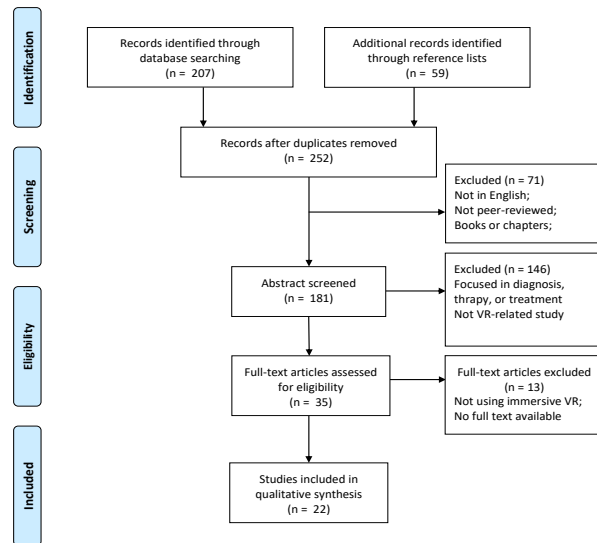 Identification
Records identified through
database searching
(n = 207)
Additional records identified
through reference lists
(n = 59)
Records after duplicates removed
(n = 252)
Screening
Excluded (n = 71)
Not in English;
Not peer-reviewed;
Books or chapters;
Abstract screened
(n = 181)
Excluded (n = 146)
Focused in diagnosis,
thrapy, or treatment
Not VR-related study
Eligibility
Full-text articles assessed
for eligibility
(n = 35)
Full-text articles excluded
(n = 13)
Not using immersive VR;
No full text available
Included
Studies included in
qualitative synthesis
(n = 22)